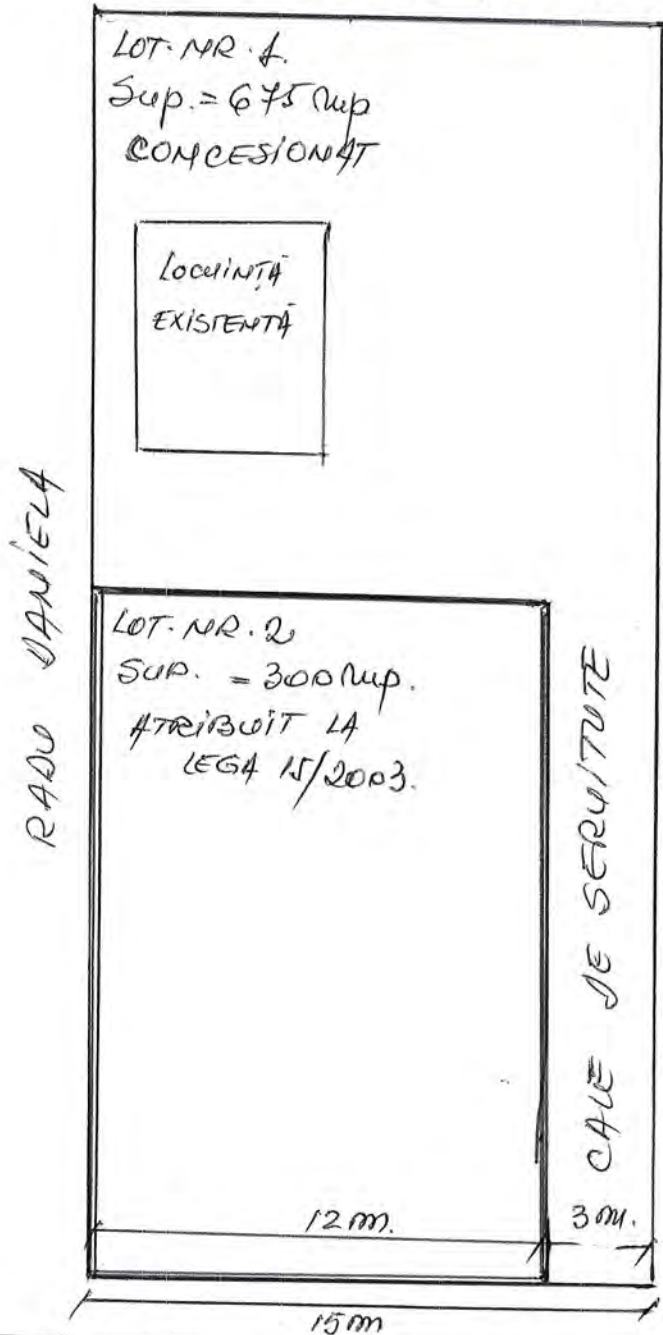 LOT. NR. 1.
Sup. = 675 mp
CONCESIONAT
LOCUINȚĂ
EXISTENTĂ
RADU DANIELA
LOT. NR. 2
SUP. = 300 mp.
ATRIBUIT LA
LEGA 15/2003.
CALE DE SERVITUTE
12 m.
3 m.
15 m